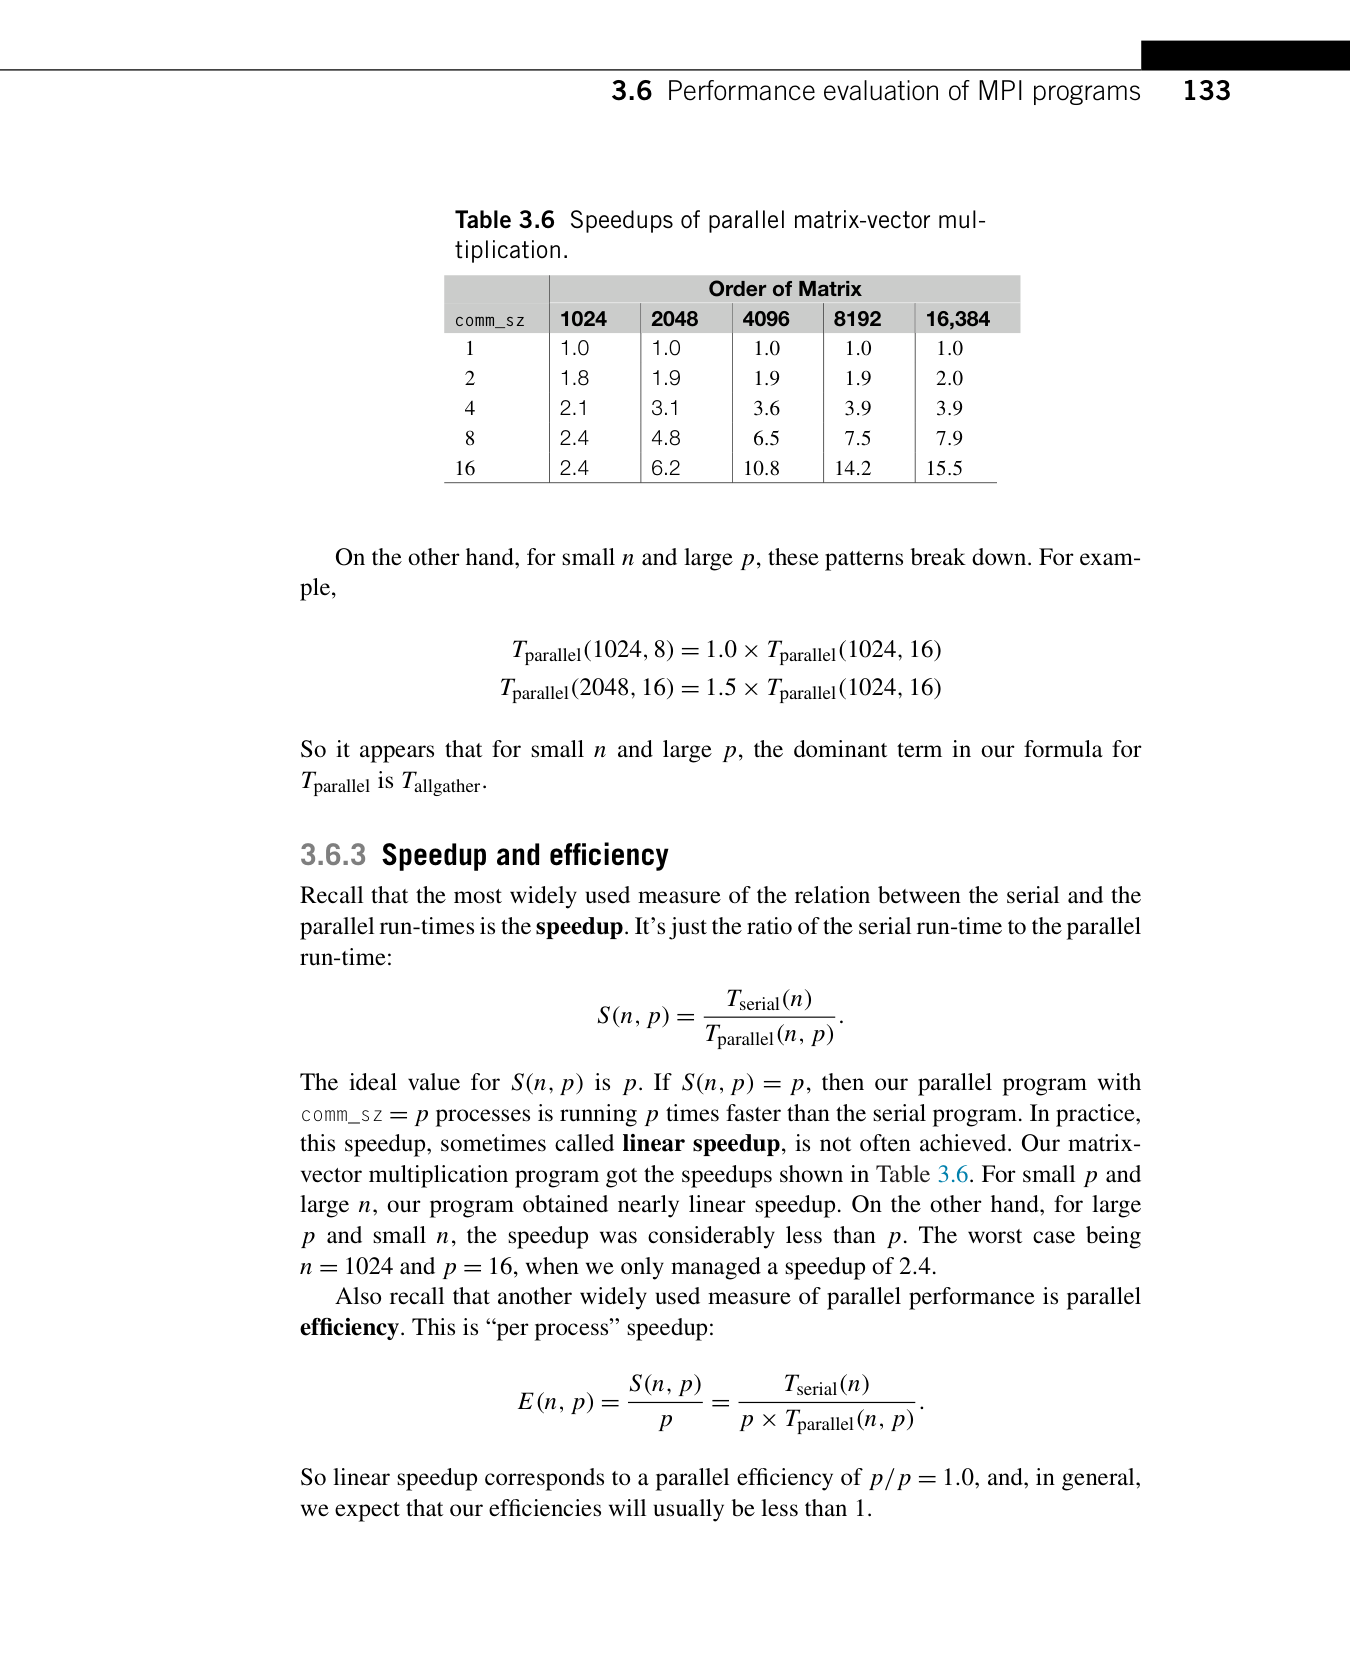 3.6 Performance evaluation of MPI programs 133
Table 3.6 Speedups of parallel matrix-vector mul-
tiplication.
Order of Matrix
comm_sz 1024 2048 4096 8192 16,384
1 1.0 1.0 1.0 1.0 1.0
2 1.8 1.9 1.9 1.9 2.0
4 2.1 3.1 3.6 3.9 3.9
8 2.4 4.8 6.5 7.5 7.9
16 2.4 6.2 10.8 14.2 15.5
On the other hand, for small n and large p, these patterns break down. For exam-
ple,
T_parallel(1024, 8) = 1.0 × T_parallel(1024, 16)
T_parallel(2048, 16) = 1.5 × T_parallel(1024, 16)
So it appears that for small n and large p, the dominant term in our formula for
T_parallel is T_allgather.
3.6.3 Speedup and efficiency
Recall that the most widely used measure of the relation between the serial and the
parallel run-times is the speedup. It's just the ratio of the serial run-time to the parallel
run-time:
S(n, p) = T_serial(n) / T_parallel(n, p).
The ideal value for S(n, p) is p. If S(n, p) = p, then our parallel program with
comm_sz = p processes is running p times faster than the serial program. In practice,
this speedup, sometimes called linear speedup, is not often achieved. Our matrix-
vector multiplication program got the speedups shown in Table 3.6. For small p and
large n, our program obtained nearly linear speedup. On the other hand, for large
p and small n, the speedup was considerably less than p. The worst case being
n = 1024 and p = 16, when we only managed a speedup of 2.4.
Also recall that another widely used measure of parallel performance is parallel
efficiency. This is “per process” speedup:
E(n, p) = S(n, p) / p = T_serial(n) / p × T_parallel(n, p).
So linear speedup corresponds to a parallel efficiency of p/p = 1.0, and, in general,
we expect that our efficiencies will usually be less than 1.